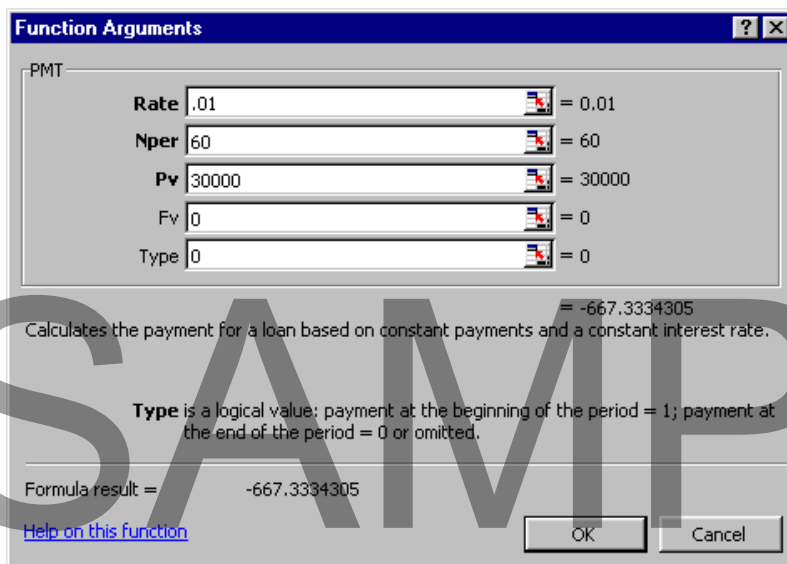 Function Arguments ? X
PMT
Rate .01 = 0.01
Nper 60 = 60
Pv 30000 = 30000
Fv 0 = 0
Type 0 = 0
= -667.3334305
Calculates the payment for a loan based on constant payments and a constant interest rate.
Type is a logical value: payment at the beginning of the period = 1; payment at
the end of the period = 0 or omitted.
Formula result = -667.3334305
Help on this function OK Cancel
SAMP